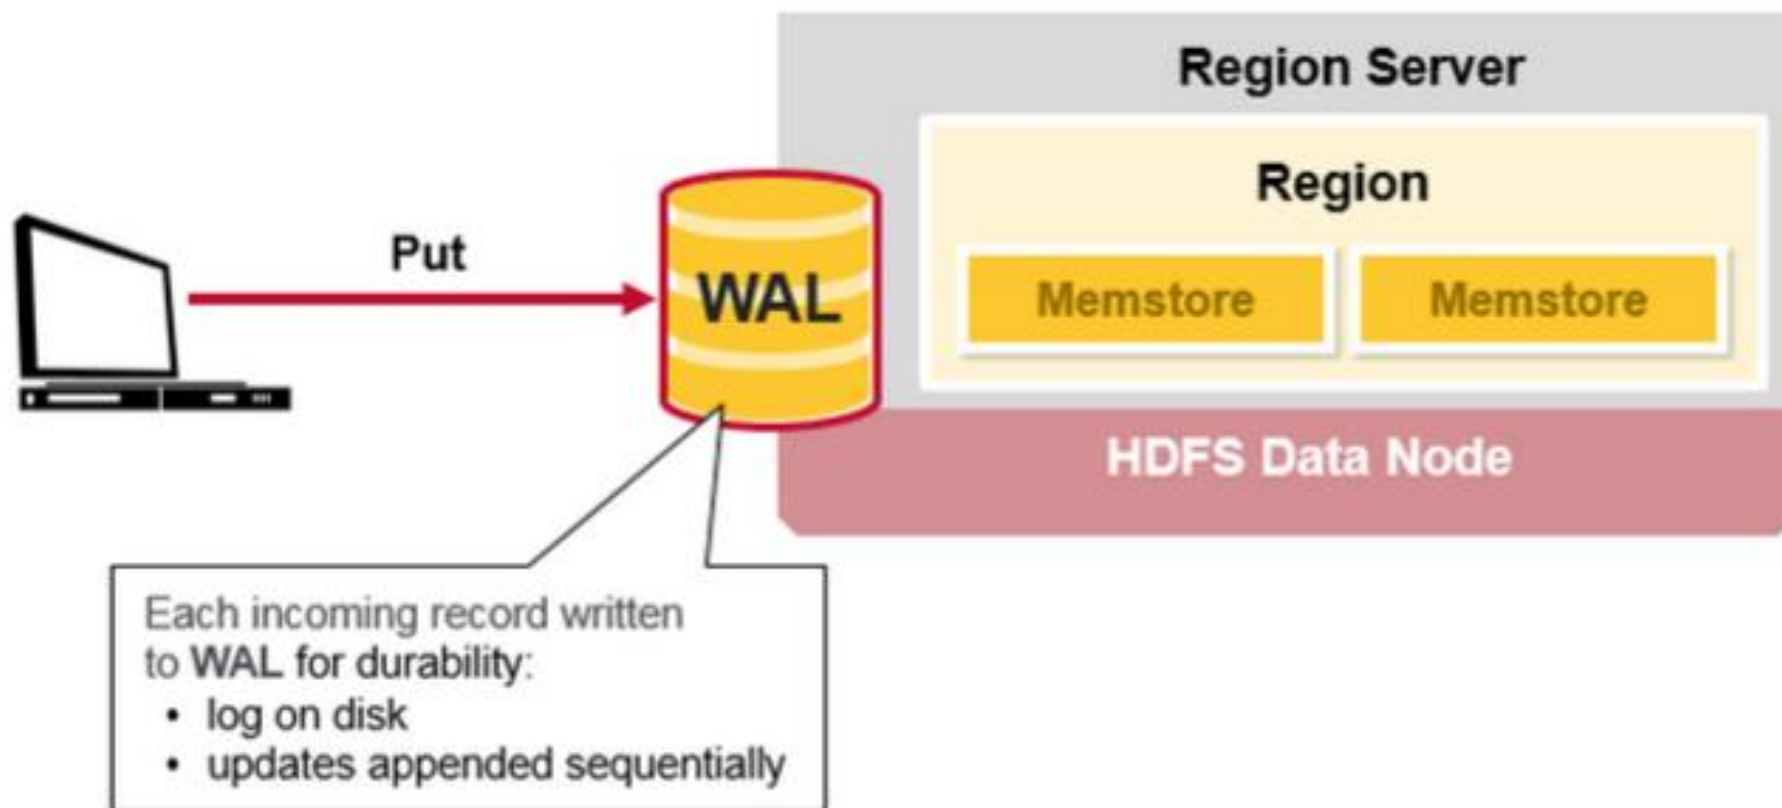 Region Server
Region
Put
WAL
Memstore
Memstore
HDFS Data Node
Each incoming record written
to WAL for durability:
• log on disk
• updates appended sequentially